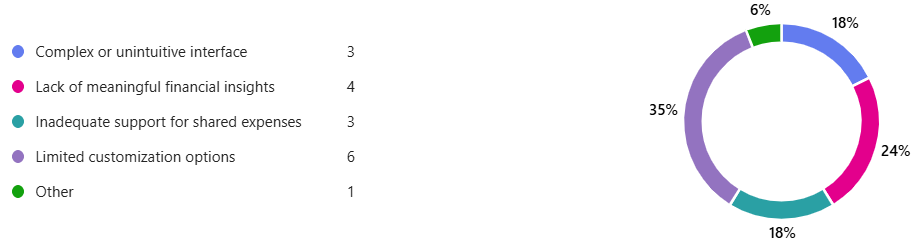 Complex or unintuitive interface 3
Lack of meaningful financial insights 4
Inadequate support for shared expenses 3
Limited customization options 6
Other 1
6%
18%
35%
24%
18%